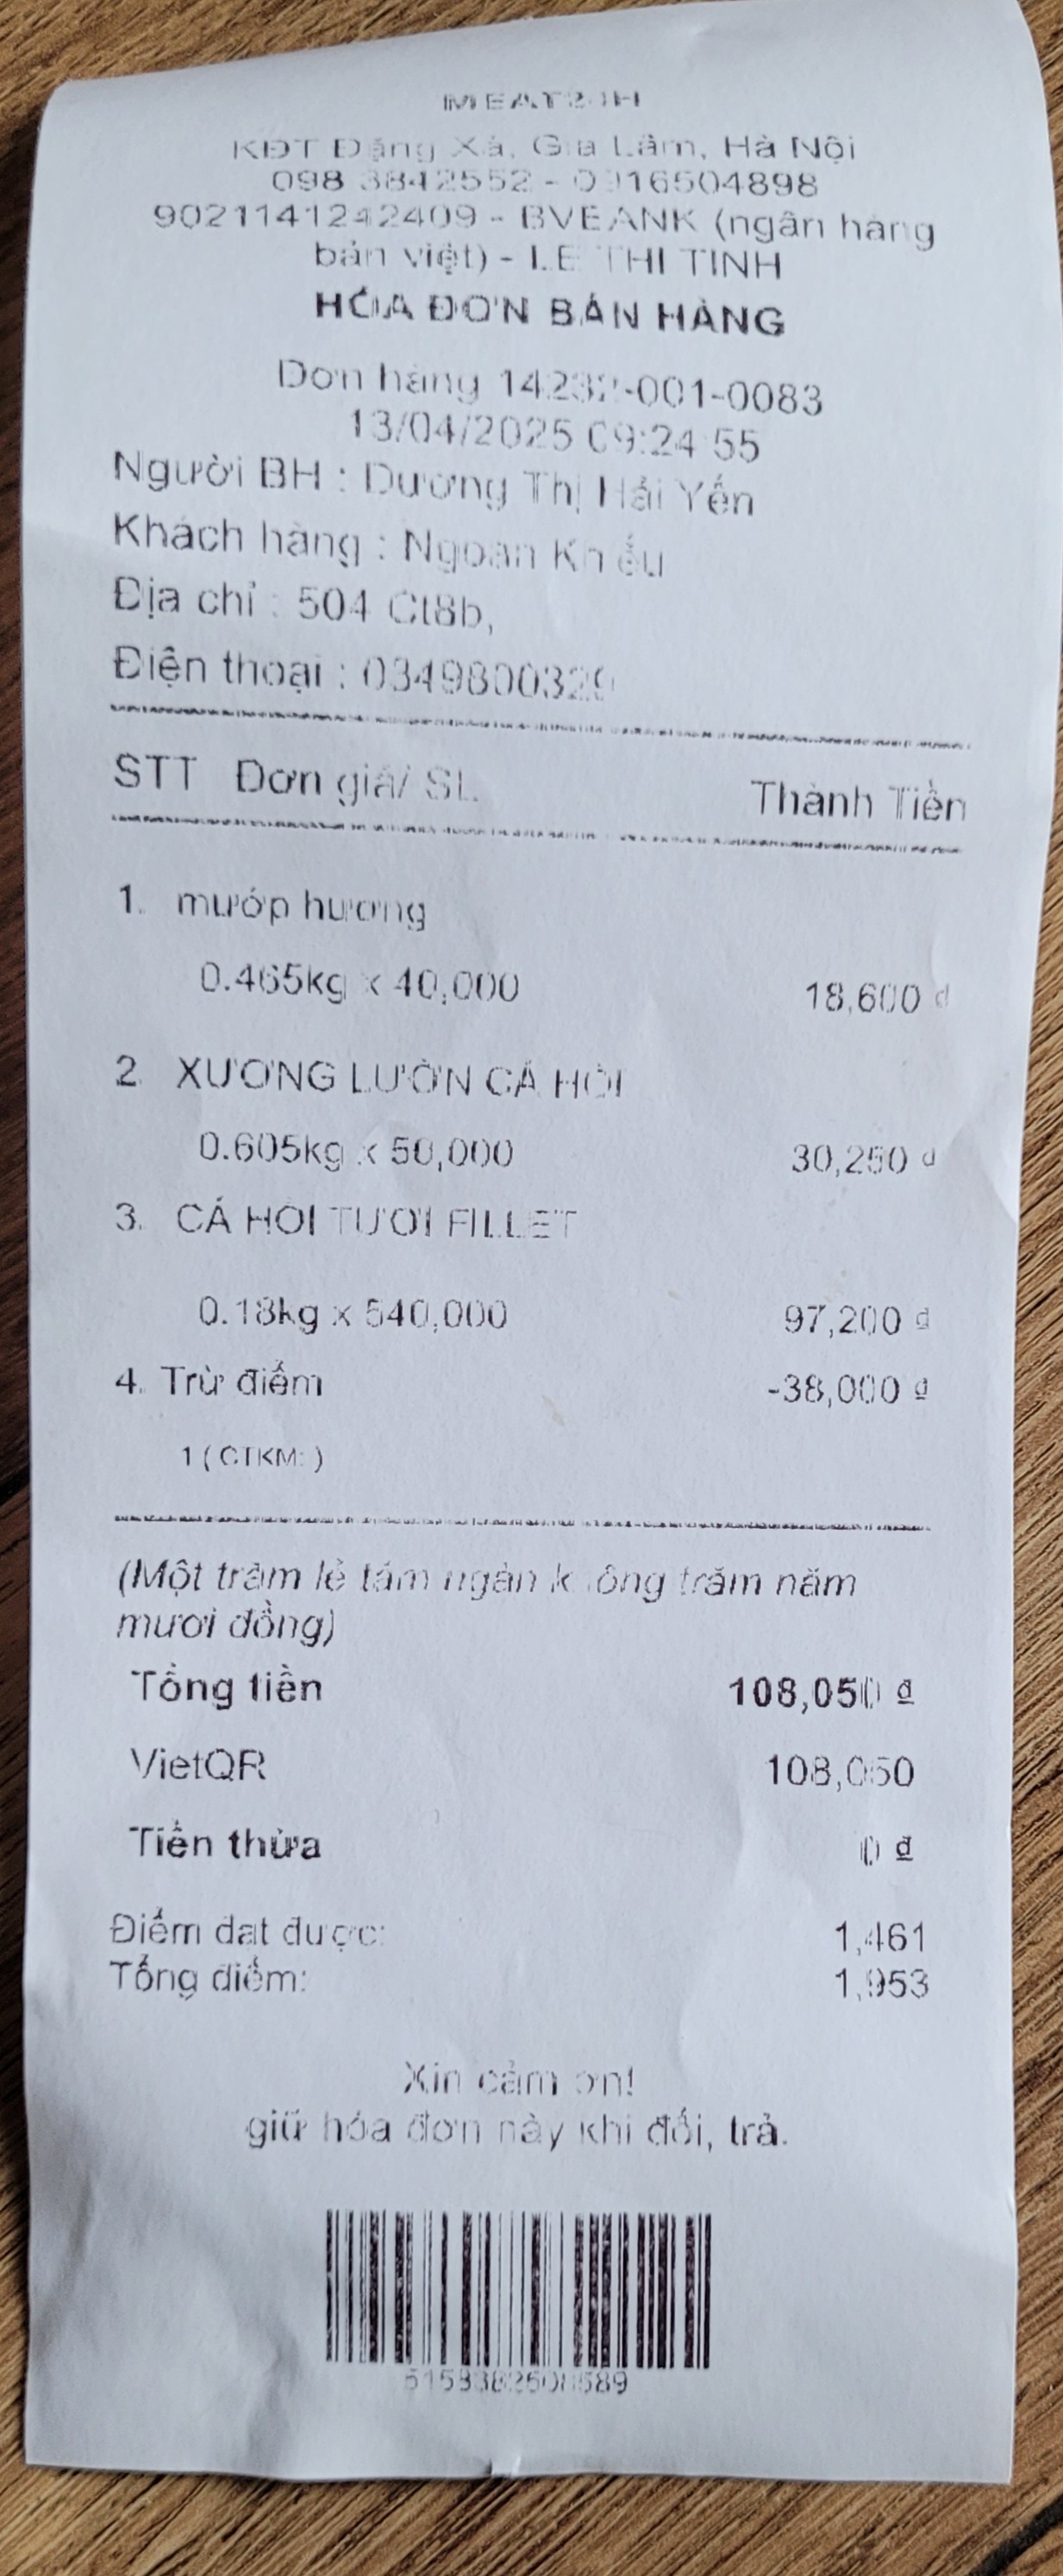 KĐT Đặng Xá, Gia Lâm, Hà Nội
098 3842552 - 0916504898
9021141242409 - BVBANK (ngân hàng
bản việt) - LE THI TINH
HÓA ĐƠN BÁN HÀNG
Đơn hàng 14232-001-0083
13/04/2025 09:24:55
Người BH : Dương Thị Hải Yến
Khách hàng : Ngoan Khiếu
Địa chỉ : 504 Ct8b,
Điện thoại : 0349800329
STT Đơn giá/ SL
Thành Tiền
1. mướp hương
0.465kg x 40,000 18,600 đ
2. XƯƠNG LƯỜN CÁ HỒI
0.605kg x 50,000 30,250 đ
3. CÁ HỒI TƯƠI FILLET
0.18kg x 540,000 97,200 đ
4. Trừ điểm -38,000 đ
1 ( CTKM: )
(Một trăm lẻ tám ngàn không trăm năm
mươi đồng)
Tổng tiền 108,050 đ
VietQR 108,050
Tiền thừa 0 đ
Điểm đạt được: 1,461
Tổng điểm: 1,953
Xin cảm ơn!
giữ hóa đơn này khi đổi, trả.